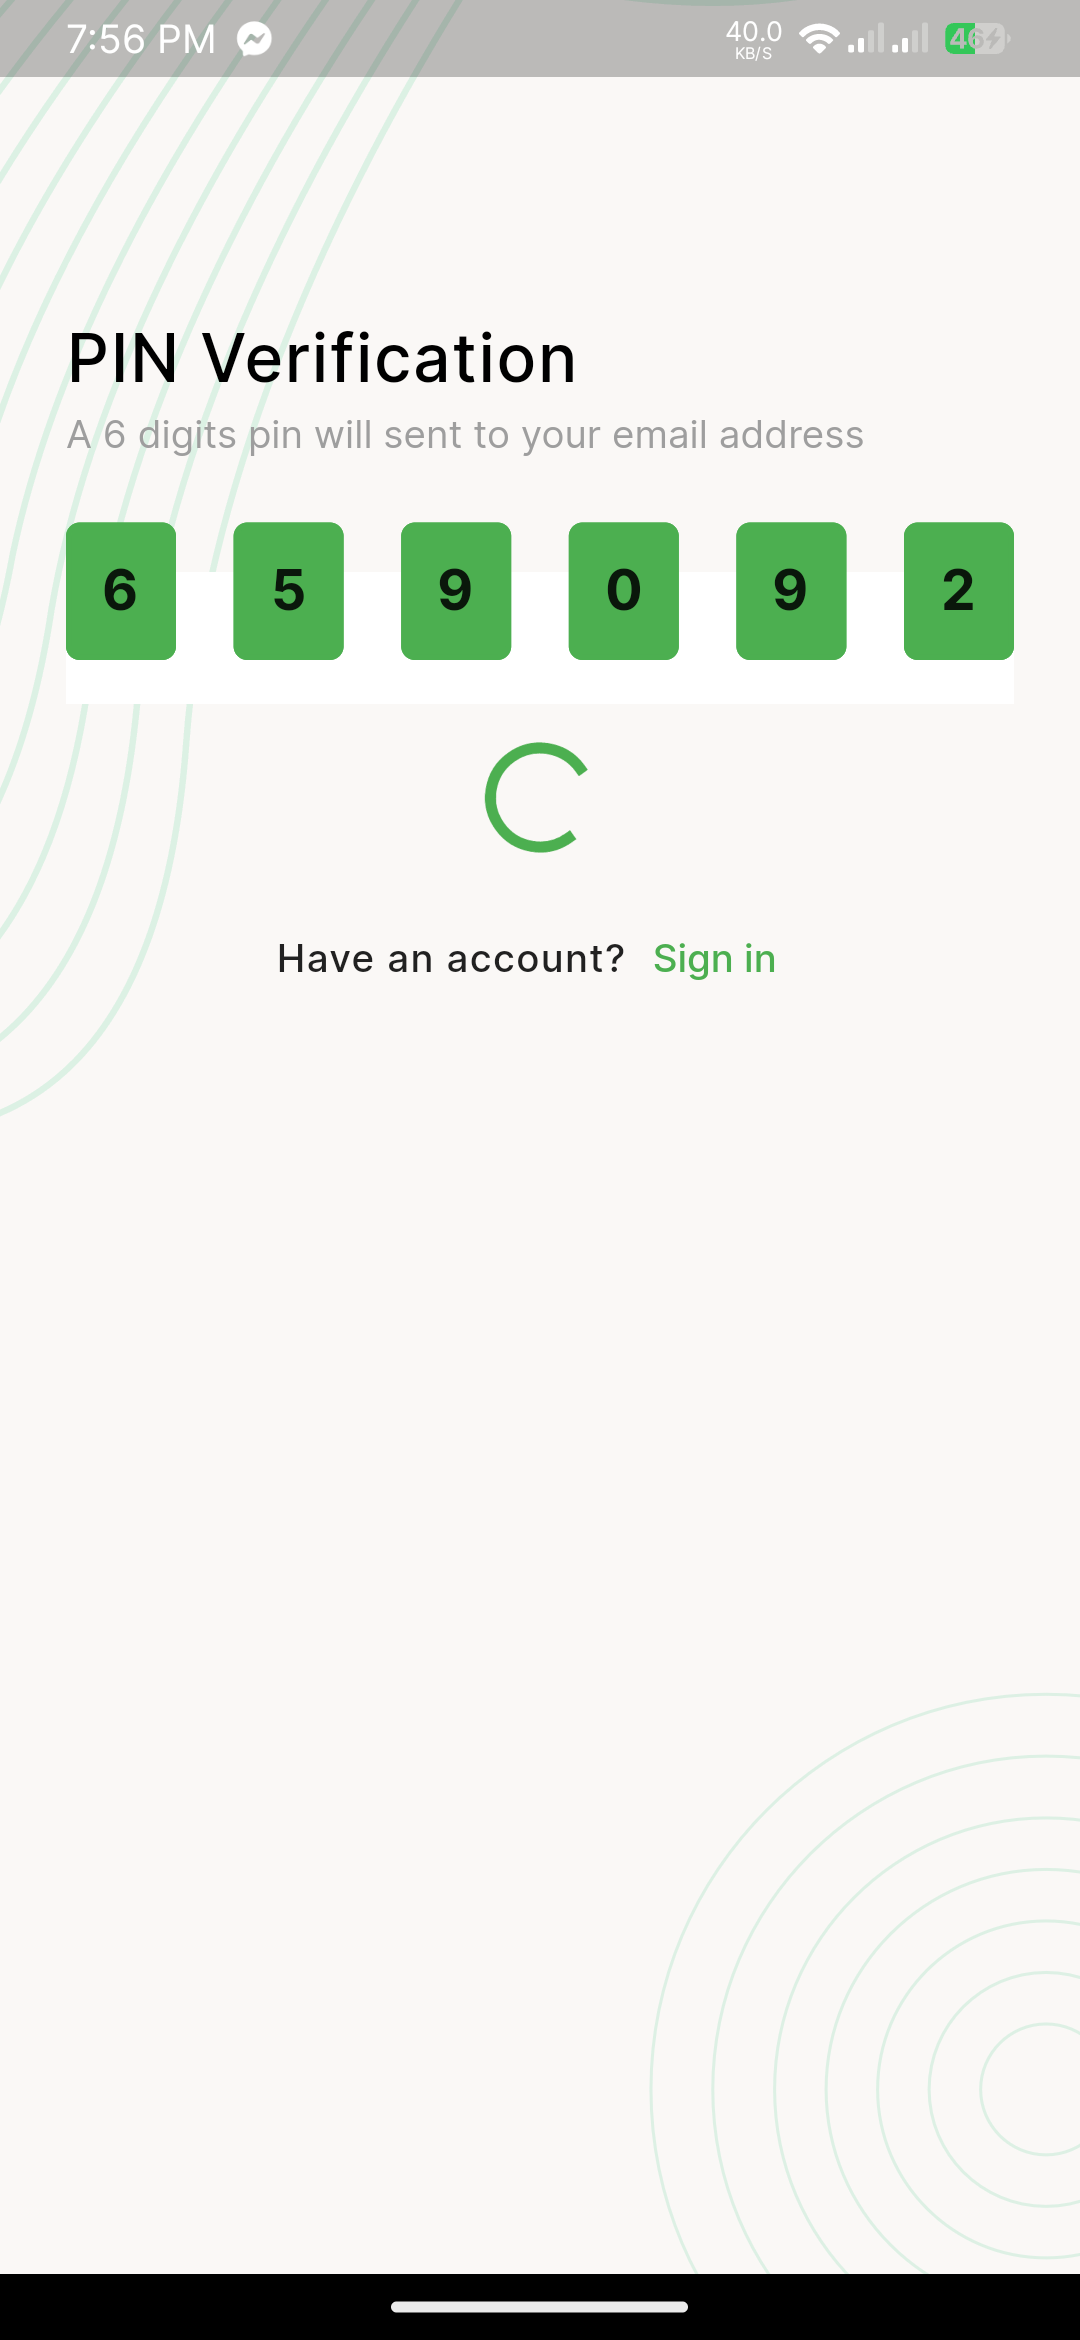 7:56 PM
40.0
KB/S
46
PIN Verification
A 6 digits pin will sent to your email address
6 5 9 0 9 2
Have an account? Sign in